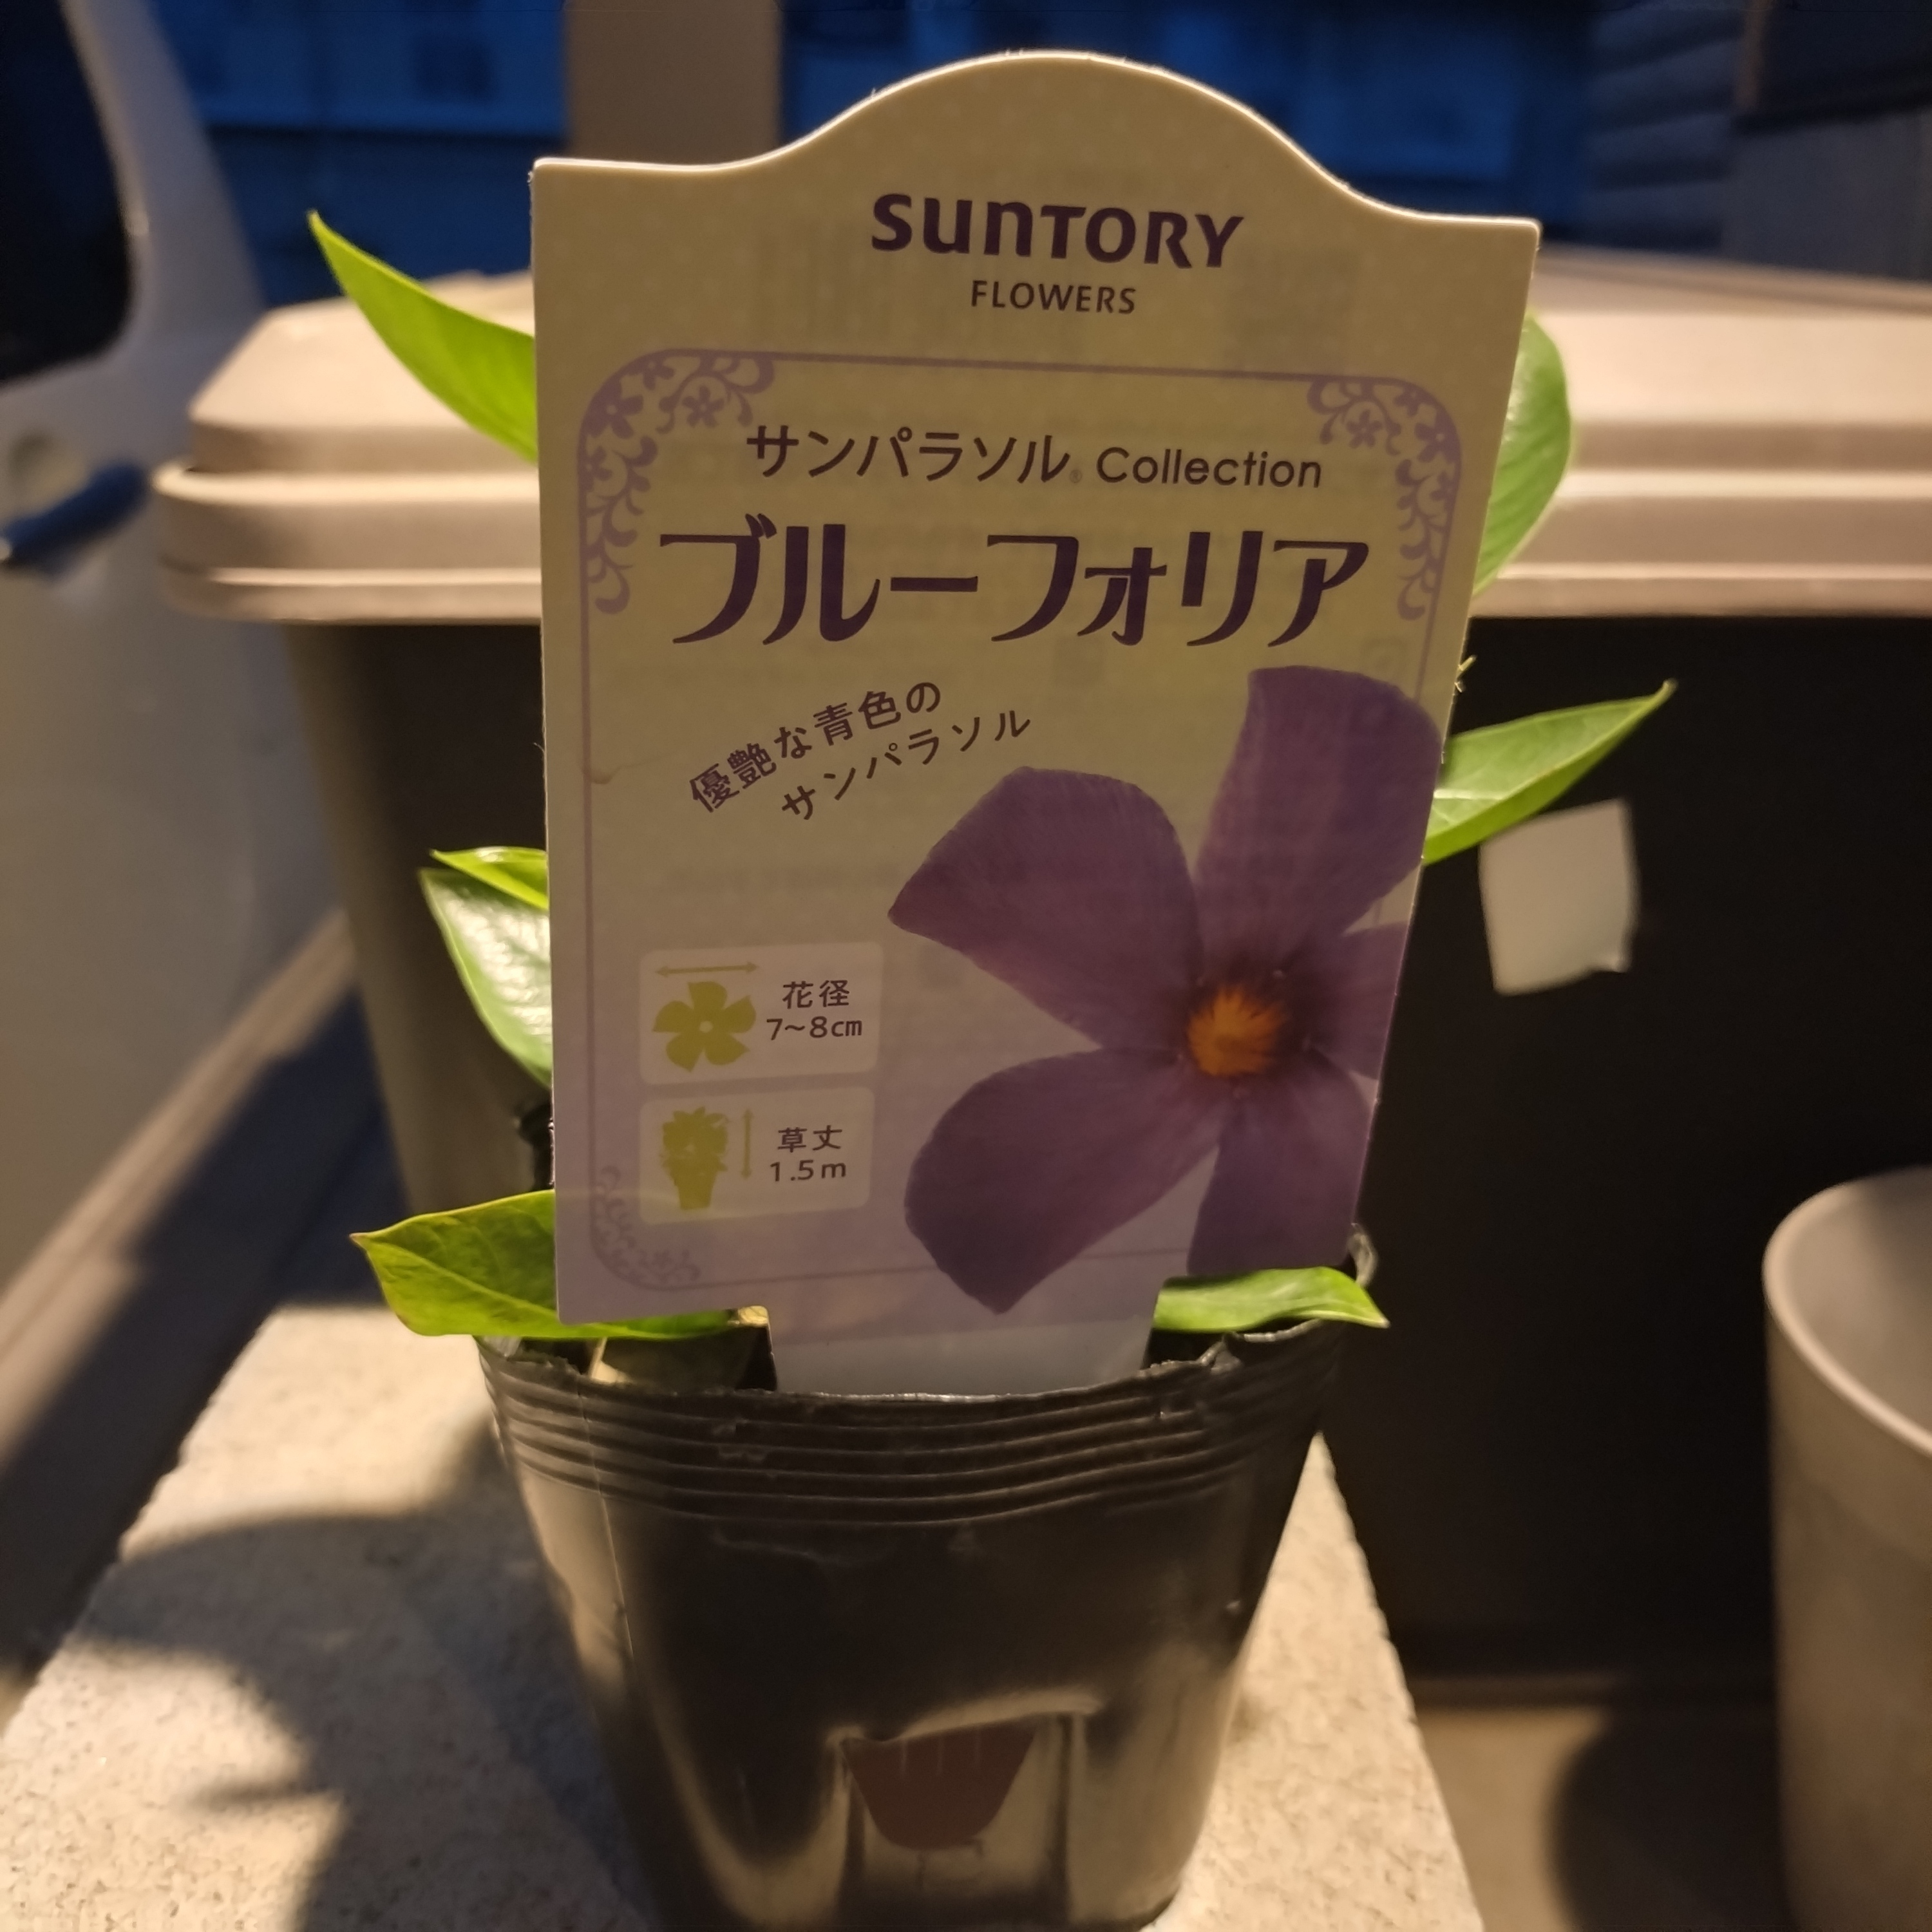 SUNTORY
FLOWERS
サンパラソル® Collection
ブルーフォリア
優艶な青色の
サンパラソル
花径
7~8cm
草丈
1.5m